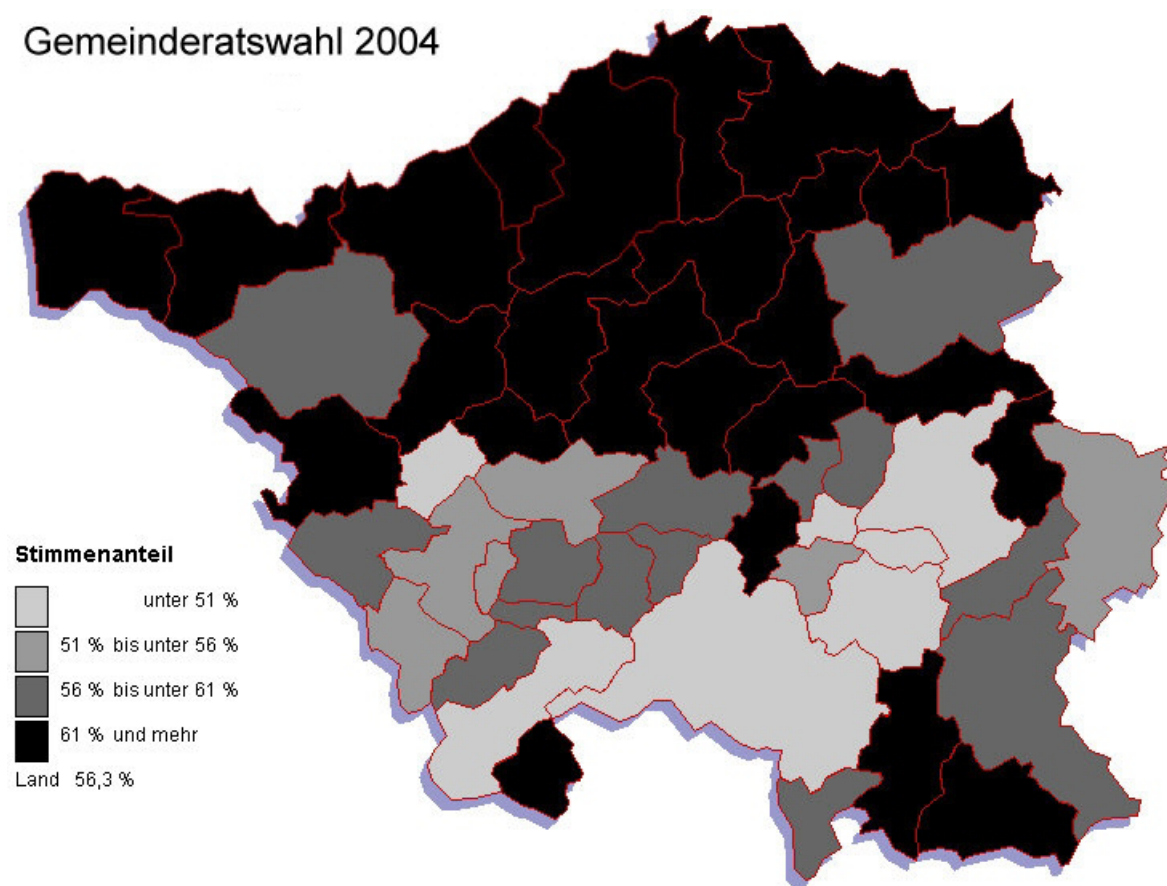 Gemeinderatswahl 2004
Stimmenanteil
unter 51 %
51 % bis unter 56 %
56 % bis unter 61 %
61 % und mehr
Land 56,3 %